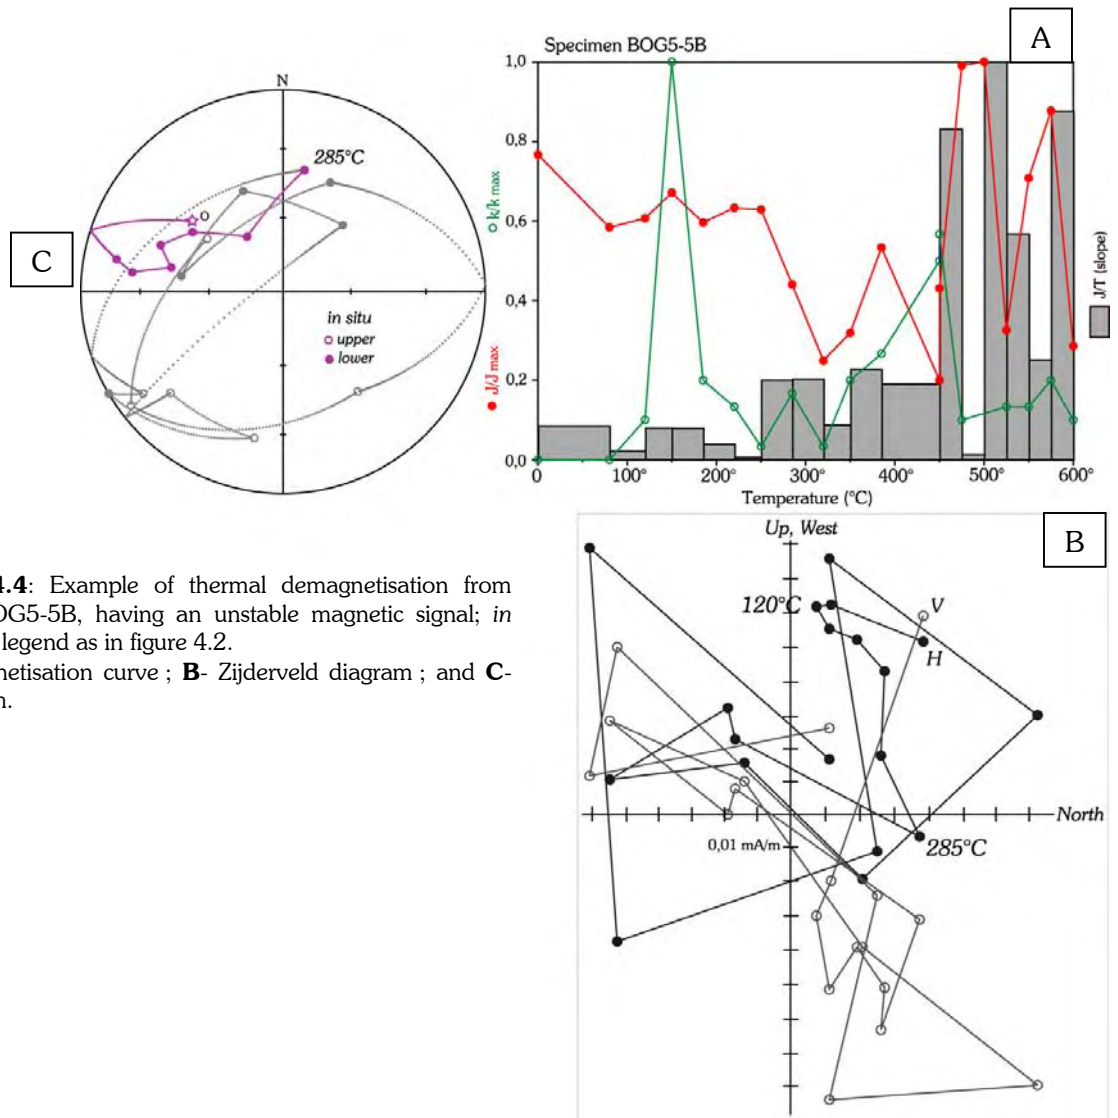 A
Specimen BOG5-5B
1,0
0,8
0,6
0,4
0,2
0,0
k/k max
J/J max
J/T (slope)
0
100°
200°
300°
400°
500°
600°
Temperature (°C)
N
285°C
C
in situ
upper
lower
B
Up, West
120°C
V
H
North
285°C
0,01 mA/m
4.4: Example of thermal demagnetisation from
OG5-5B, having an unstable magnetic signal; in
legend as in figure 4.2.
netisation curve ; B- Zijderveld diagram ; and C-